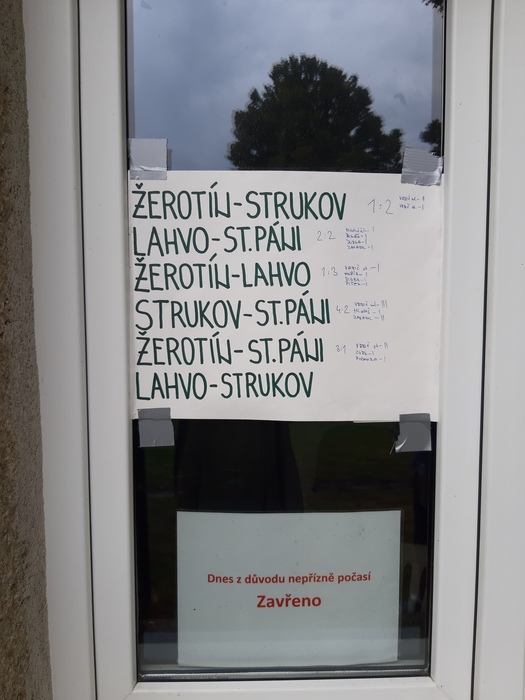 ŽEROTÍN-STRUKOV 1:2
LAHVO-ST.PÁNI 2:2
ŽEROTÍN-LAHVO 1:3
STRUKOV-ST.PÁNI 4:2
ŽEROTÍN-ST.PÁNI 3:1
LAHVO-STRUKOV
Dnes z důvodu nepřízně počasí
Zavřeno